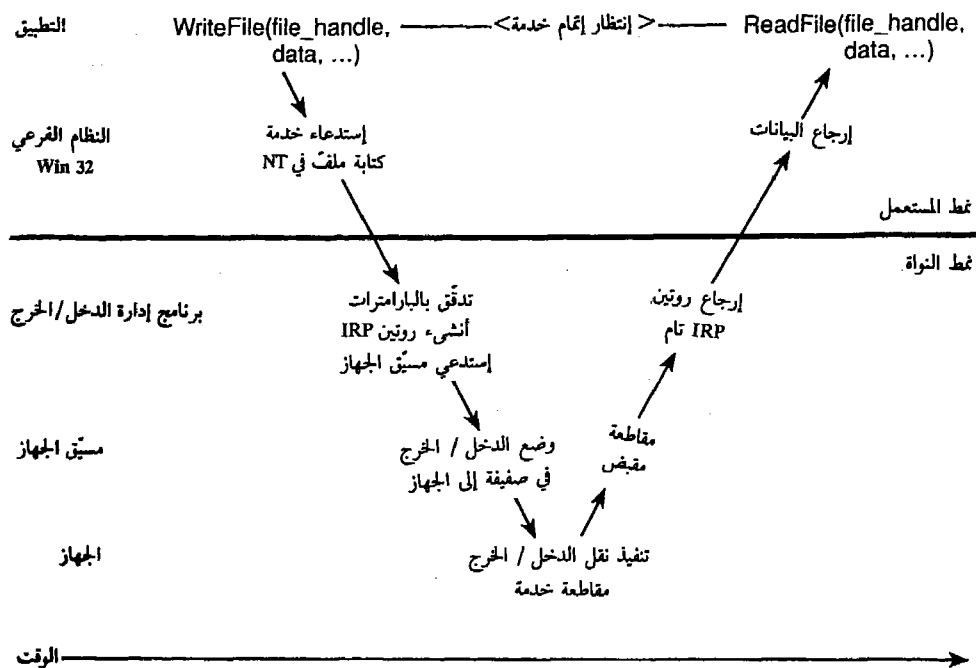 التطبيق
WriteFile(file_handle,
data, ...)
<إنتظار إتمام خدمة>
ReadFile(file_handle,
data, ...)
النظام الفرعي
Win 32
إستدعاء خدمة
كتابة ملفّ في NT
إرجاع البيانات
نمط المستعمل
نمط النواة
برنامج إدارة الدخل/الخرج
تدقّق بالبارامترات
أنشىء روتين IRP
إستدعي مسيّق الجهاز
إرجاع روتين
IRP تام
مسيّق الجهاز
وضع الدخل / الخرج
في صفيفة إلى الجهاز
مقاطعة
مقبض
الجهاز
تنفيذ نقل الدخل / الخرج
مقاطعة خدمة
الوقت